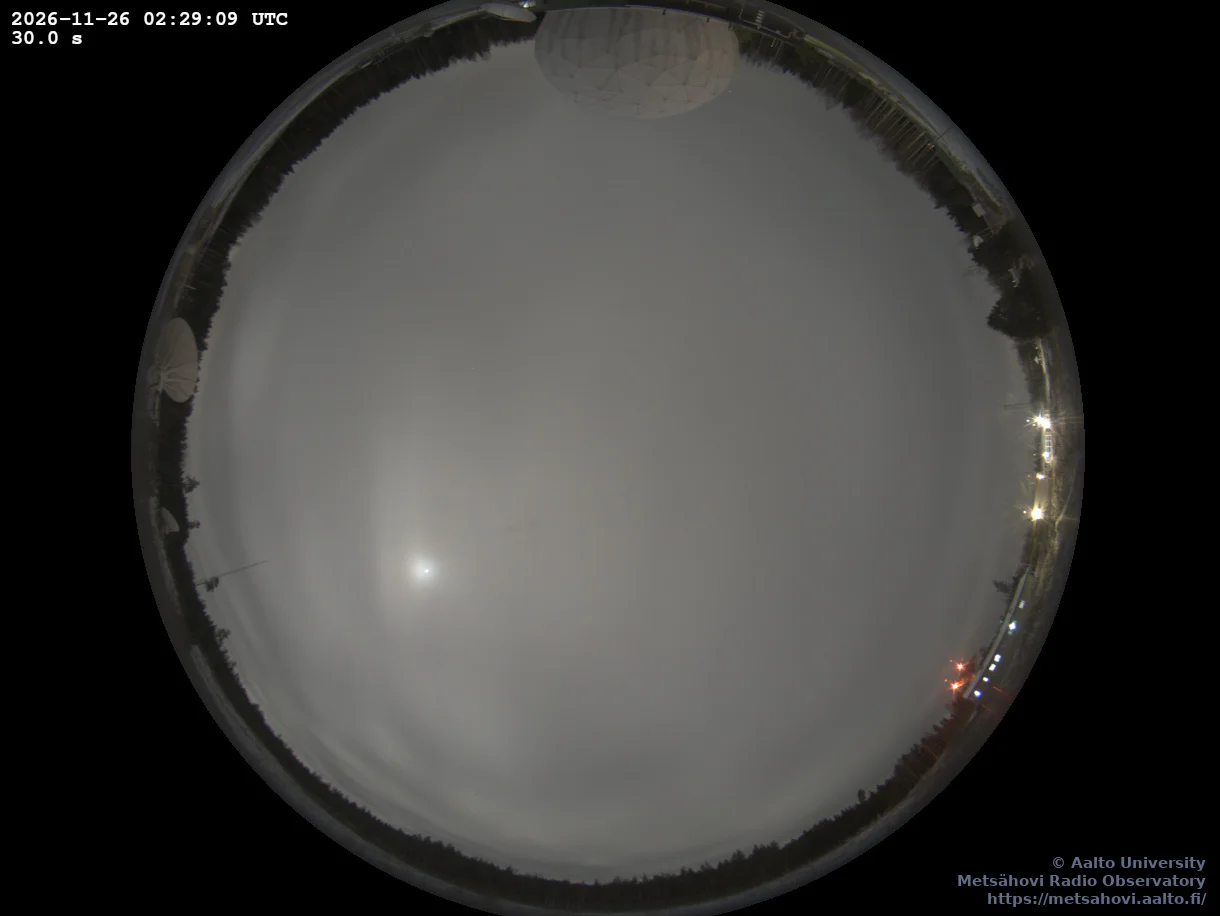 2026-11-26 02:29:09 UTC
30.0 s
© Aalto University
Metsähovi Radio Observatory
https://metsahovi.aalto.fi/